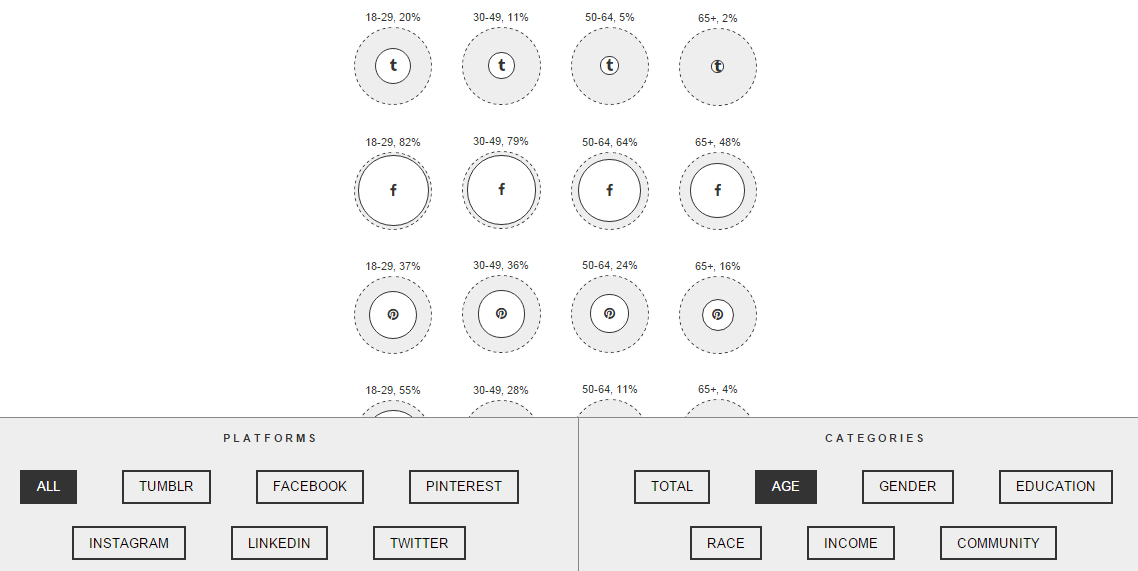 18-29, 20% 30-49, 11% 50-64, 5% 65+, 2%
t t t t
18-29, 82% 30-49, 79% 50-64, 64% 65+, 48%
f f f f
18-29, 37% 30-49, 36% 50-64, 24% 65+, 16%
18-29, 55% 30-49, 28% 50-64, 11% 65+, 4%
PLATFORMS CATEGORIES
ALL TUMBLR FACEBOOK PINTEREST TOTAL AGE GENDER EDUCATION
INSTAGRAM LINKEDIN TWITTER RACE INCOME COMMUNITY